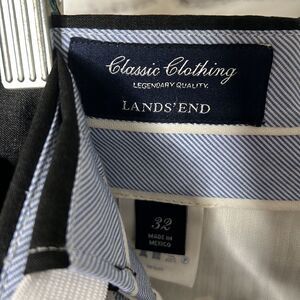 Classic Clothing
LEGENDARY QUALITY.
LANDS' END
32
MADE IN
MEXICO